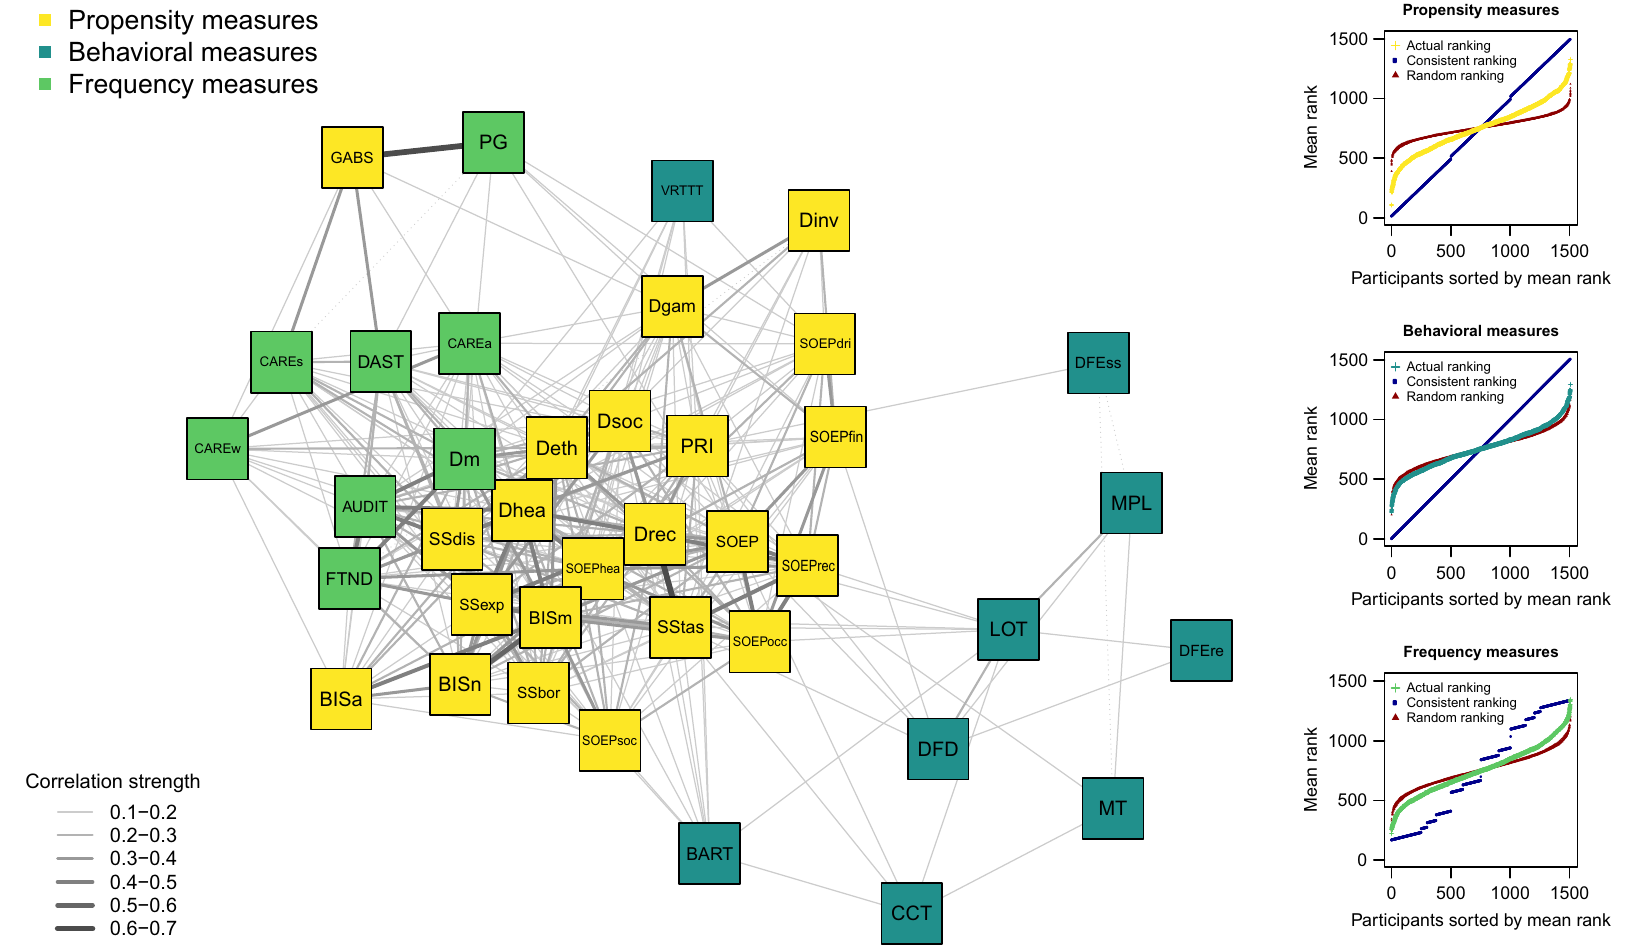 Propensity measures
Behavioral measures
Frequency measures
GABS
PG
VRTTT
Dinv
Dgam
SOEPdri
CAREs
DAST
CAREa
DFEss
Dsoc
CAREw
Dm
Deth
PRI
SOEPfin
AUDIT
Dhea
MPL
SSdis
Drec
SOEP
FTND
SOEPhea
SOEPrec
SSexp
BISm
SStas
SOEPocc
LOT
DFEre
BISa
BISn
SSbor
SOEPsoc
DFD
MT
BART
CCT
Correlation strength
0.1−0.2
0.2−0.3
0.3−0.4
0.4−0.5
0.5−0.6
0.6−0.7
Propensity measures
Actual ranking
Consistent ranking
Random ranking
Mean rank
1500
1000
500
0
0 500 1000 1500
Participants sorted by mean rank
Behavioral measures
Actual ranking
Consistent ranking
Random ranking
Mean rank
1500
1000
500
0
0 500 1000 1500
Participants sorted by mean rank
Frequency measures
Actual ranking
Consistent ranking
Random ranking
Mean rank
1500
1000
500
0
0 500 1000 1500
Participants sorted by mean rank